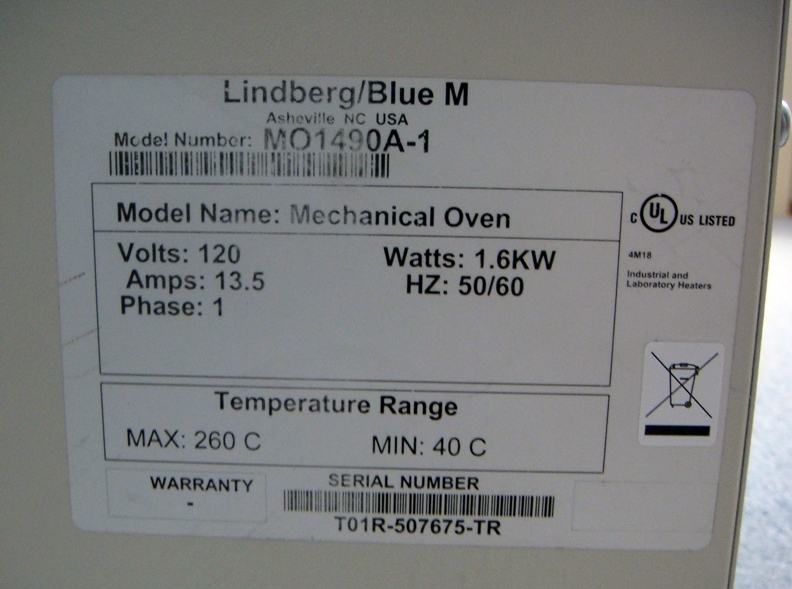 Lindberg/Blue M
Asheville NC USA
Model Number: MO1490A-1
Model Name: Mechanical Oven
Volts: 120
Watts: 1.6KW
Amps: 13.5
HZ: 50/60
Phase: 1
C UL US LISTED
4M18
Industrial and
Laboratory Heaters
Temperature Range
MAX: 260 C
MIN: 40 C
WARRANTY
-
SERIAL NUMBER
T01R-507675-TR